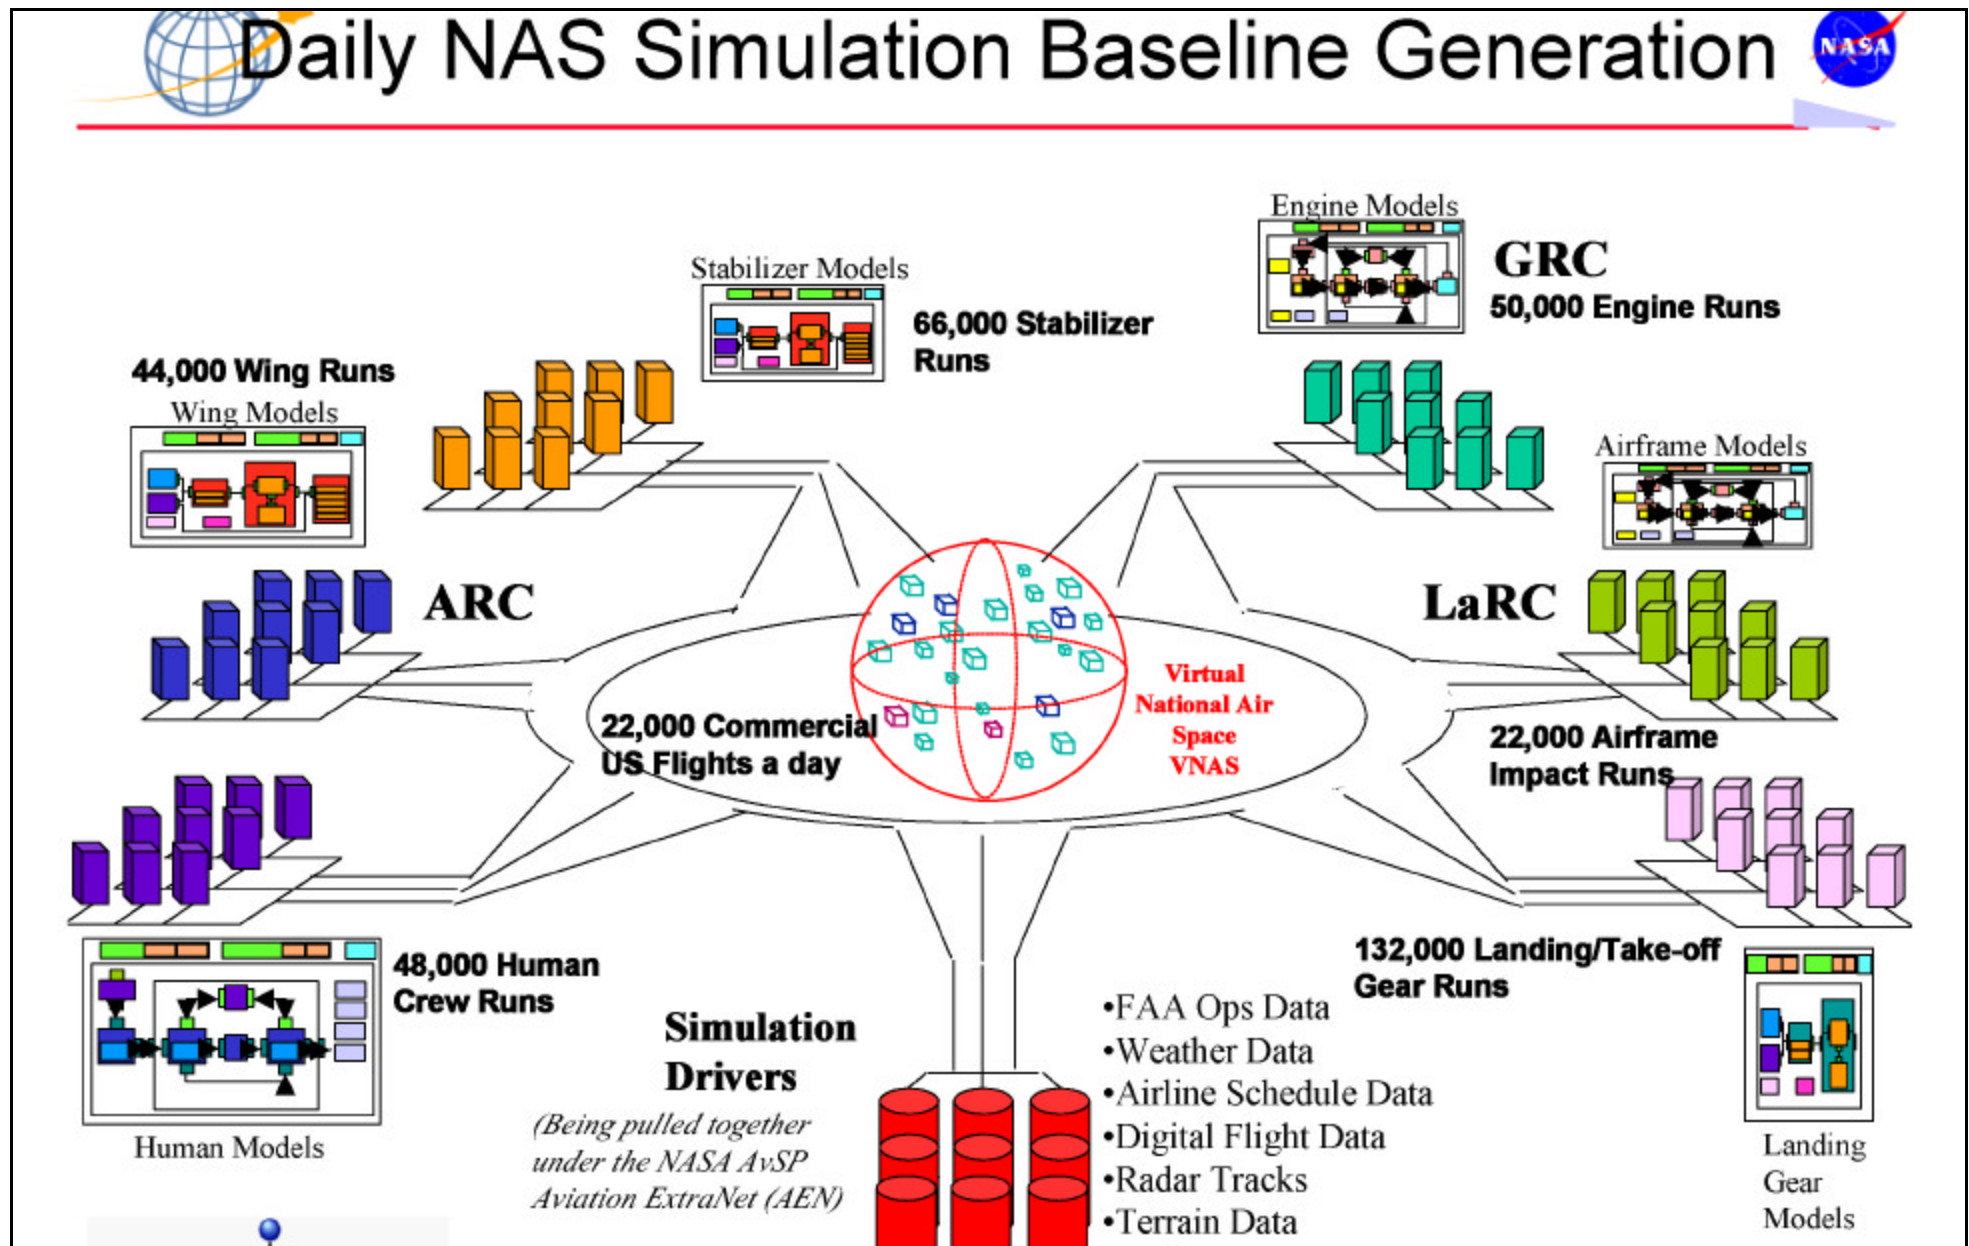 Daily NAS Simulation Baseline Generation
NASA
Engine Models
GRC
50,000 Engine Runs
Stabilizer Models
66,000 Stabilizer
Runs
44,000 Wing Runs
Wing Models
Airframe Models
ARC
LaRC
Virtual
National Air
Space
VNAS
22,000 Commercial
US Flights a day
22,000 Airframe
Impact Runs
48,000 Human
Crew Runs
Human Models
132,000 Landing/Take-off
Gear Runs
Simulation
Drivers
(Being pulled together
under the NASA AvSP
Aviation ExtraNet (AEN)
•FAA Ops Data
•Weather Data
•Airline Schedule Data
•Digital Flight Data
•Radar Tracks
•Terrain Data
Landing
Gear
Models